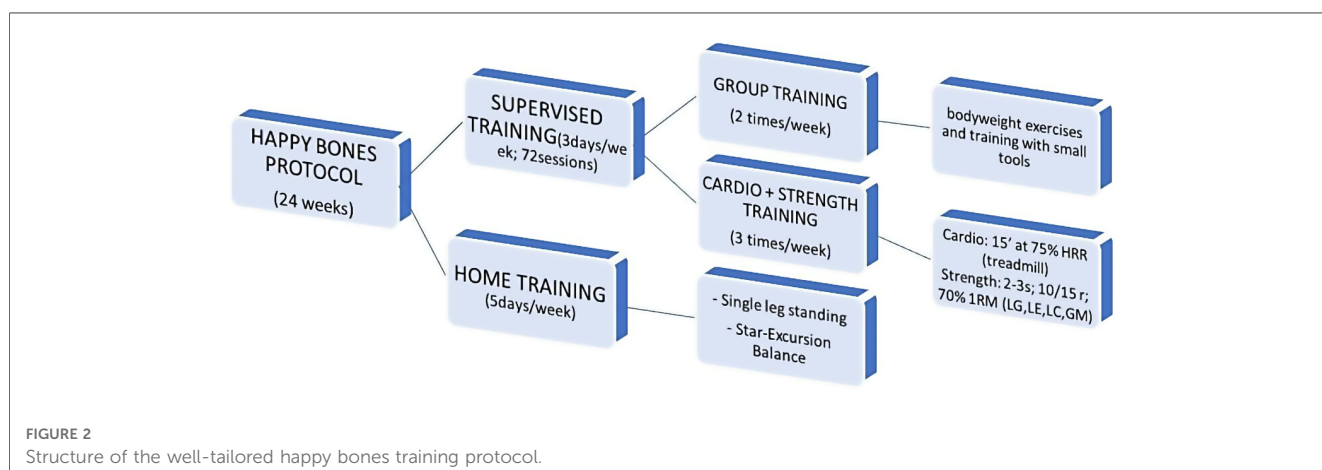 HAPPY BONES
PROTOCOL
(24 weeks)
SUPERVISED
TRAINING(3days/we
ek; 72sessions)
HOME TRAINING
(5days/week)
GROUP TRAINING
(2 times/week)
CARDIO + STRENGTH
TRAINING
(3 times/week)
- Single leg standing
- Star-Excursion
Balance
bodyweight exercises
and training with small
tools
Cardio: 15' at 75% HRR
(treadmill)
Strength: 2-3s; 10/15 r;
70% 1RM (LG,LE,LC,GM)
FIGURE 2
Structure of the well-tailored happy bones training protocol.